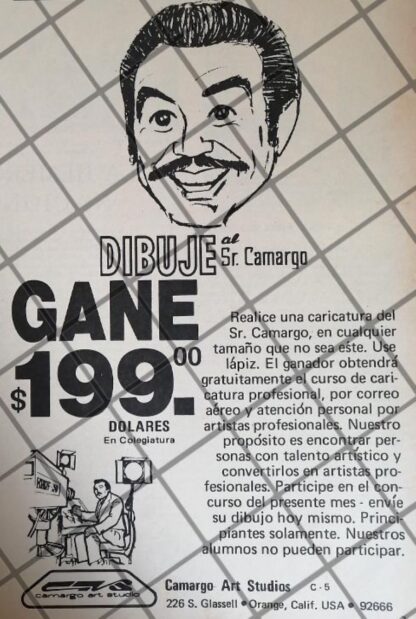 DIBUJE al Sr. Camargo
GANE
$199.00
DOLARES
En Colegiatura
Realice una caricatura del
Sr. Camargo, en cualquier
tamaño que no sea este. Use
lápiz. El ganador obtendrá
gratuitamente el curso de cari-
catura profesional, por correo
aéreo y atención personal por
artistas profesionales. Nuestro
propósito es encontrar per-
sonas con talento artístico y
convertirlos en artistas pro-
fesionales. Participe en el con-
curso del presente mes - envíe
su dibujo hoy mismo. Princi-
piantes solamente. Nuestros
alumnos no pueden participar.
camargo art studio
Camargo Art Studios C-5
226 S. Glassell • Orange, Calif. USA • 92666